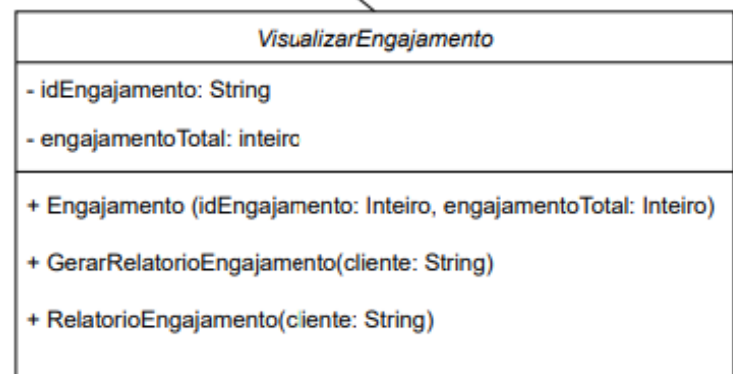 VisualizarEngajamento
- idEngajamento: String
- engajamentoTotal: inteiro
+ Engajamento (idEngajamento: Inteiro, engajamentoTotal: Inteiro)
+ GerarRelatorioEngajamento(cliente: String)
+ RelatorioEngajamento(cliente: String)